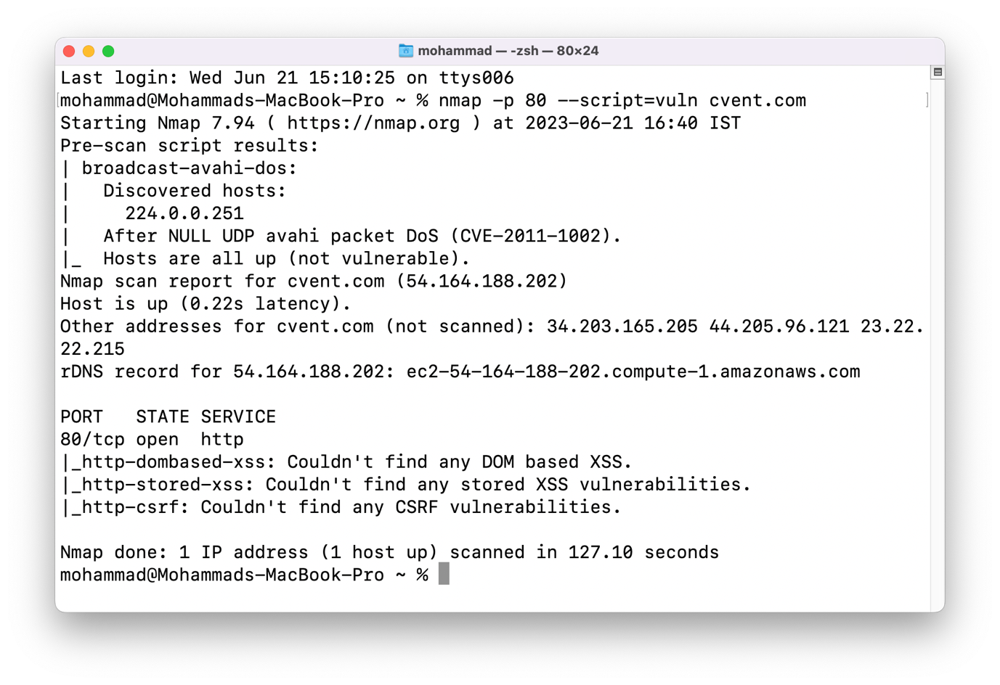 mohammad — -zsh — 80×24
Last login: Wed Jun 21 15:10:25 on ttys006
[mohammad@Mohammads-MacBook-Pro ~ % nmap -p 80 --script=vuln cvent.com ]
Starting Nmap 7.94 ( https://nmap.org ) at 2023-06-21 16:40 IST
Pre-scan script results:
| broadcast-avahi-dos:
|   Discovered hosts:
|     224.0.0.251
|   After NULL UDP avahi packet DoS (CVE-2011-1002).
|_  Hosts are all up (not vulnerable).
Nmap scan report for cvent.com (54.164.188.202)
Host is up (0.22s latency).
Other addresses for cvent.com (not scanned): 34.203.165.205 44.205.96.121 23.22.
22.215
rDNS record for 54.164.188.202: ec2-54-164-188-202.compute-1.amazonaws.com
PORT   STATE SERVICE
80/tcp open  http
|_http-dombased-xss: Couldn't find any DOM based XSS.
|_http-stored-xss: Couldn't find any stored XSS vulnerabilities.
|_http-csrf: Couldn't find any CSRF vulnerabilities.
Nmap done: 1 IP address (1 host up) scanned in 127.10 seconds
mohammad@Mohammads-MacBook-Pro ~ %